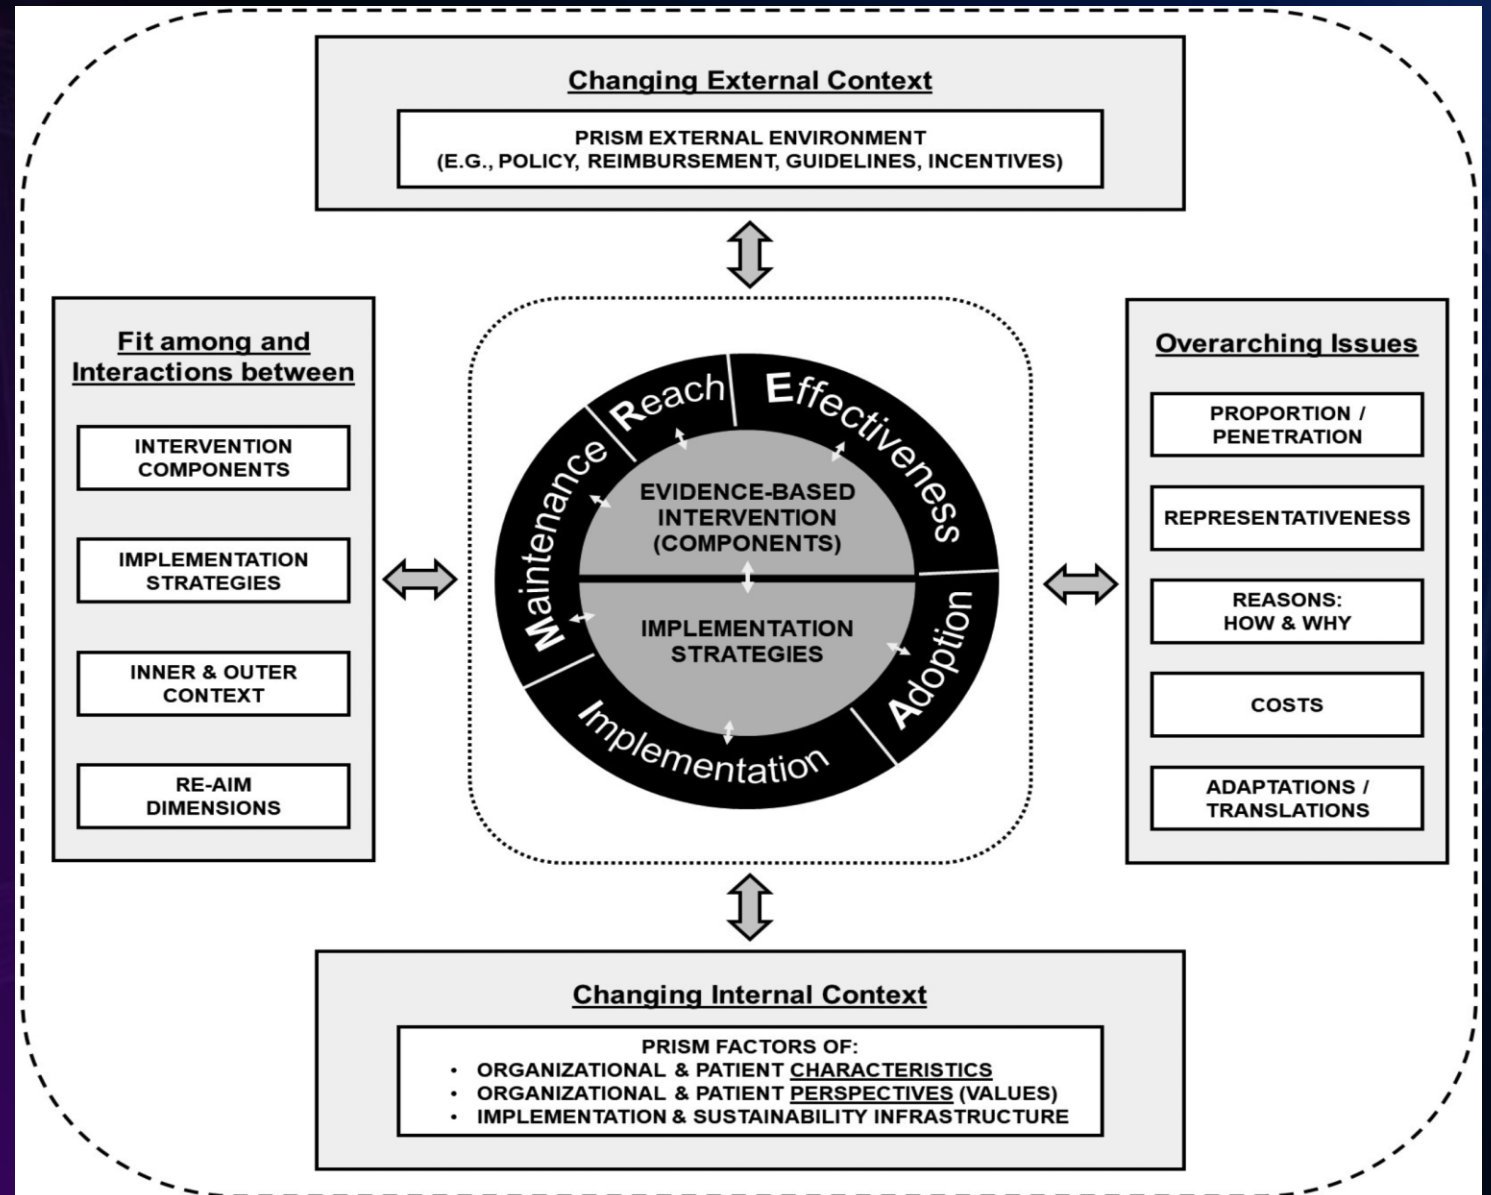 Changing External Context
PRISM EXTERNAL ENVIRONMENT
(E.G., POLICY, REIMBURSEMENT, GUIDELINES, INCENTIVES)
Fit among and
Interactions between
INTERVENTION
COMPONENTS
IMPLEMENTATION
STRATEGIES
INNER & OUTER
CONTEXT
RE-AIM
DIMENSIONS
Reach
Effectiveness
Adoption
Implementation
Maintenance
EVIDENCE-BASED
INTERVENTION
(COMPONENTS)
IMPLEMENTATION
STRATEGIES
Overarching Issues
PROPORTION /
PENETRATION
REPRESENTATIVENESS
REASONS:
HOW & WHY
COSTS
ADAPTATIONS /
TRANSLATIONS
Changing Internal Context
PRISM FACTORS OF:
• ORGANIZATIONAL & PATIENT CHARACTERISTICS
• ORGANIZATIONAL & PATIENT PERSPECTIVES (VALUES)
• IMPLEMENTATION & SUSTAINABILITY INFRASTRUCTURE